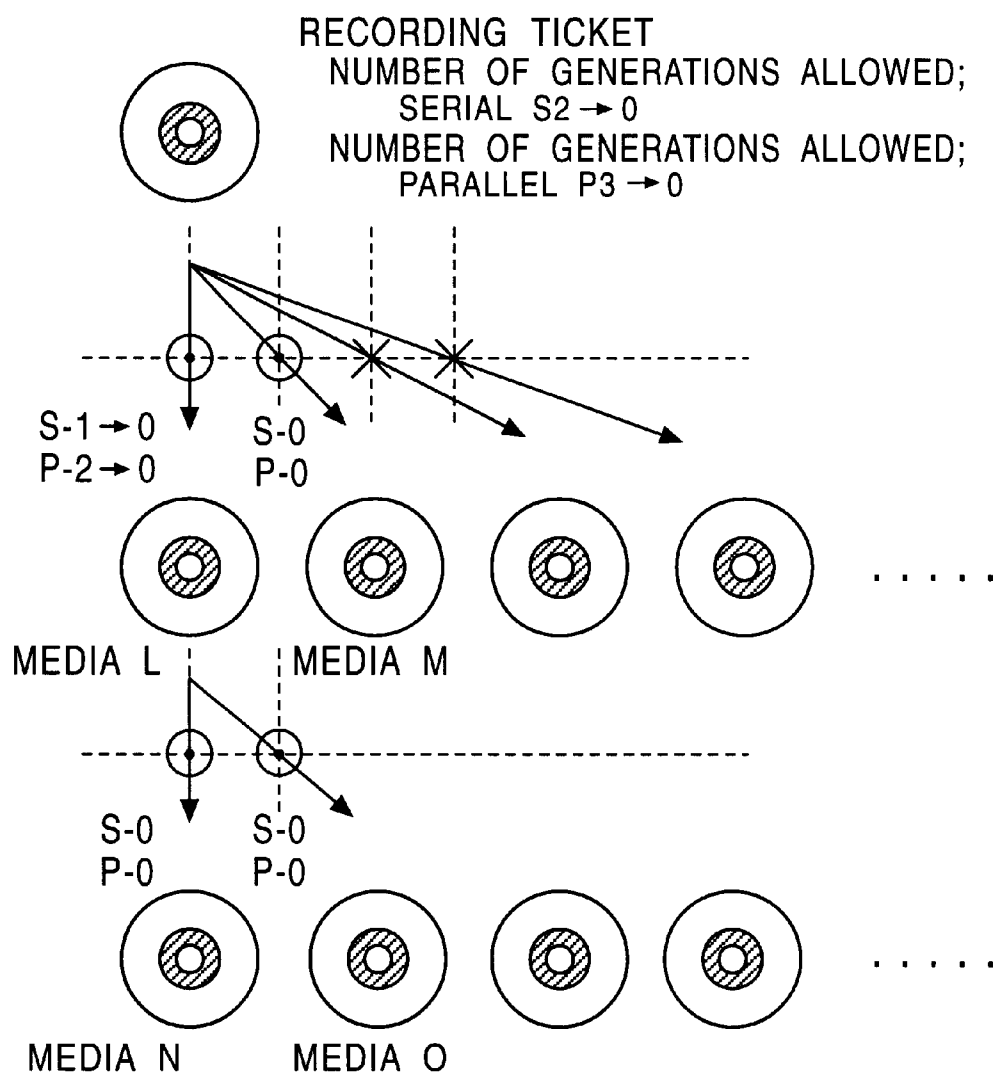 RECORDING TICKET
NUMBER OF GENERATIONS ALLOWED;
SERIAL S2→0
NUMBER OF GENERATIONS ALLOWED;
PARALLEL P3→0
S-1→0 S-0
P-2→0 P-0
.....
MEDIA L MEDIA M
S-0 S-0
P-0 P-0
.....
MEDIA N MEDIA O